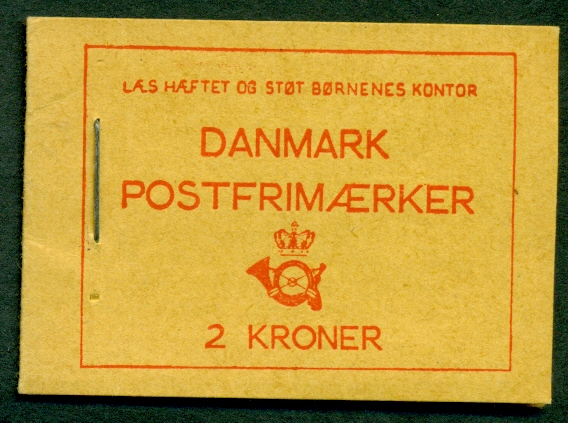 LÆS HÆFTET OG STØT BØRNENES KONTOR
DANMARK
POSTFRIMÆRKER
2 KRONER